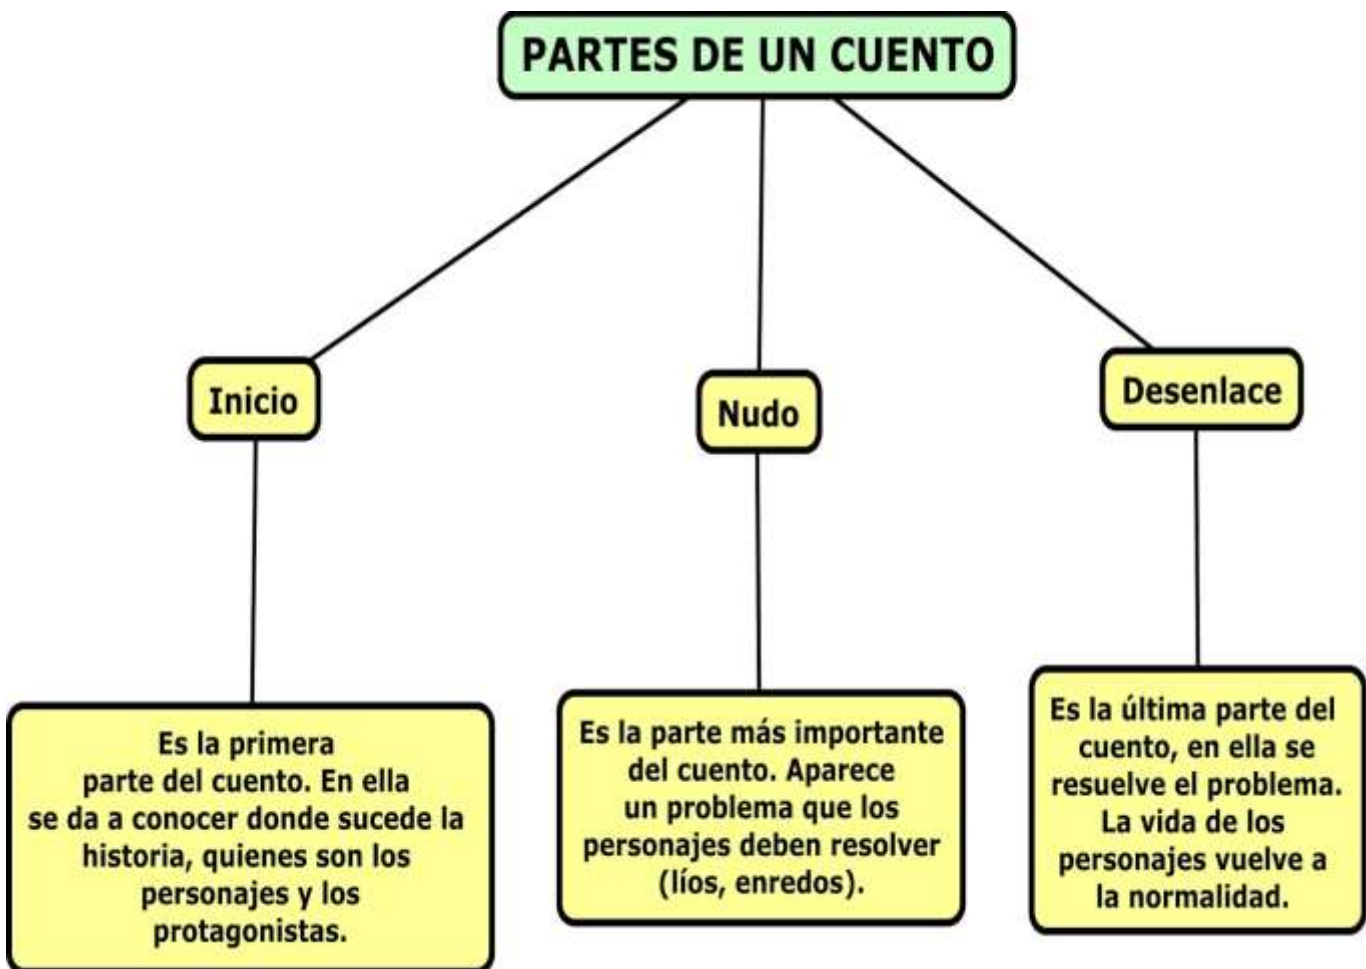 PARTES DE UN CUENTO
Inicio
Nudo
Desenlace
Es la primera
parte del cuento. En ella
se da a conocer donde sucede la
historia, quienes son los
personajes y los
protagonistas.
Es la parte más importante
del cuento. Aparece
un problema que los
personajes deben resolver
(líos, enredos).
Es la última parte del
cuento, en ella se
resuelve el problema.
La vida de los
personajes vuelve a
la normalidad.